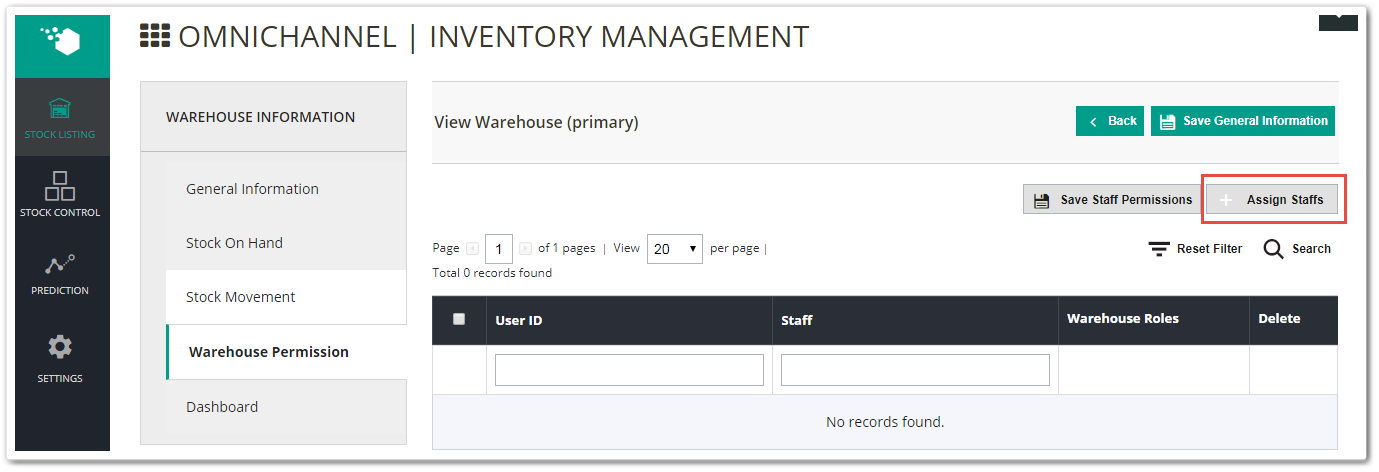 OMNICHANNEL | INVENTORY MANAGEMENT
STOCK LISTING
STOCK CONTROL
PREDICTION
SETTINGS
WAREHOUSE INFORMATION
General Information
Stock On Hand
Stock Movement
Warehouse Permission
Dashboard
View Warehouse (primary)
Back
Save General Information
Save Staff Permissions
Assign Staffs
Page 1 of 1 pages | View 20 per page |
Reset Filter
Search
Total 0 records found
User ID Staff Warehouse Roles Delete
No records found.